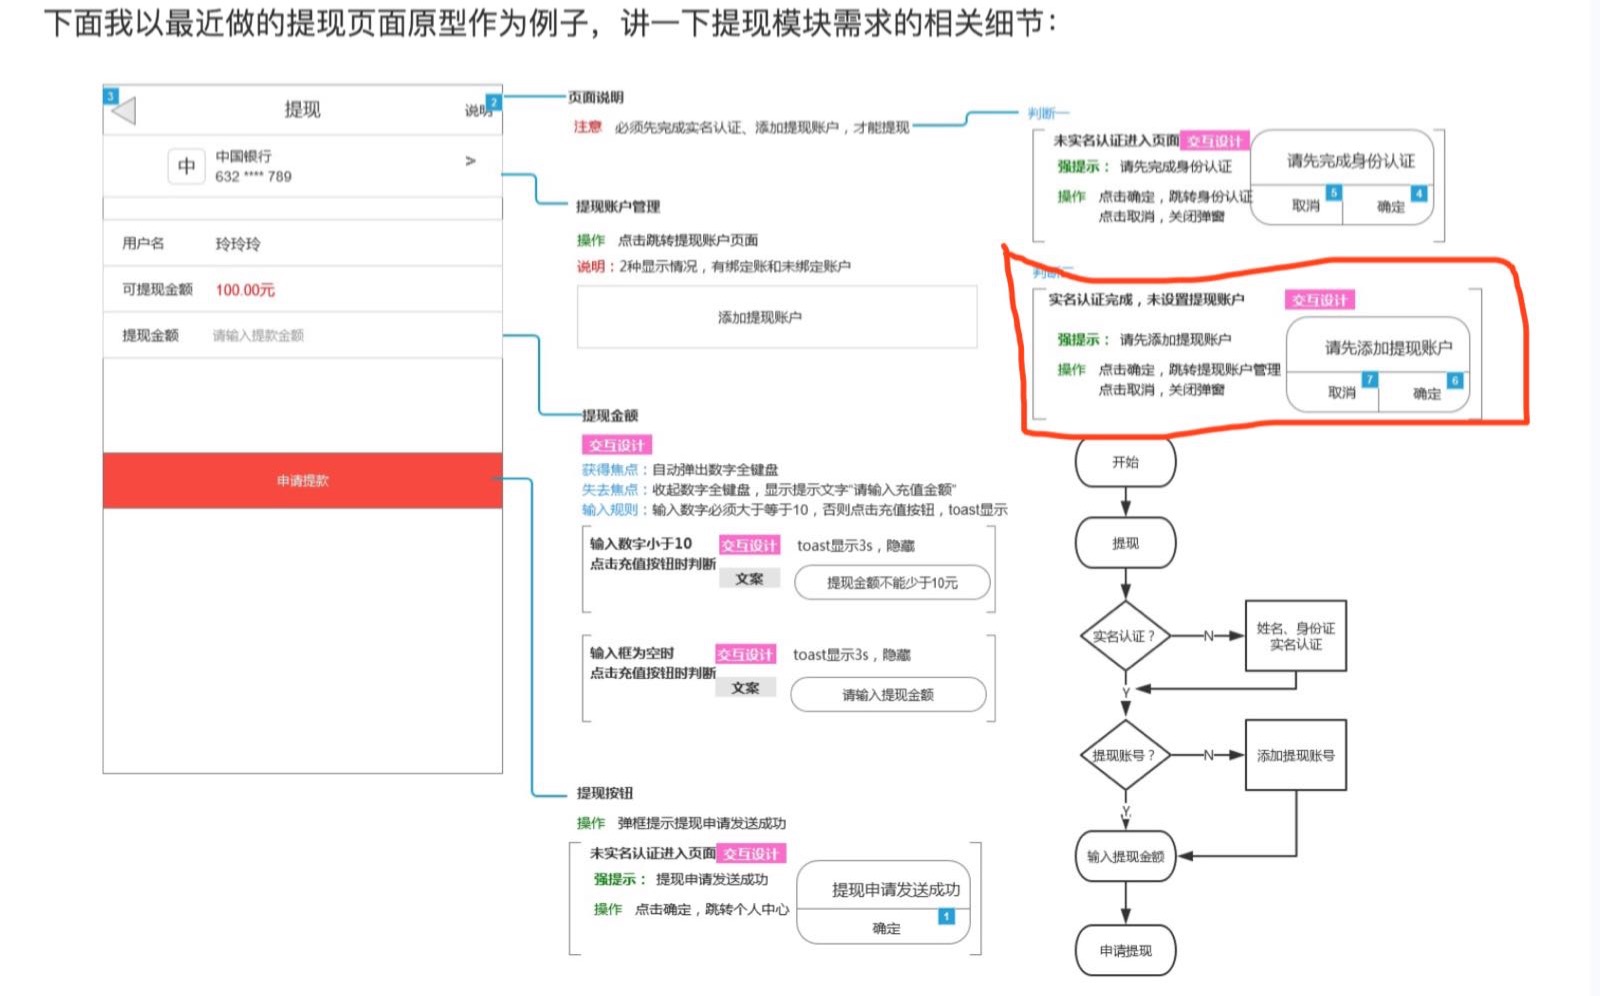 下面我以最近做的提现页面原型作为例子，讲一下提现模块需求的相关细节：
3
提现
说明
2
中
中国银行
632 **** 789
>
用户名 玲玲玲
可提现金额 100.00元
提现金额 请输入提款金额
申请提款
页面说明
注意 必须先完成实名认证、添加提现账户，才能提现
提现账户管理
操作 点击跳转提现账户页面
说明：2种显示情况，有绑定账和未绑定账户
添加提现账户
提现金额
交互设计
获得焦点：自动弹出数字全键盘
失去焦点：收起数字全键盘，显示提示文字“请输入充值金额”
输入规则：输入数字必须大于等于10，否则点击充值按钮，toast显示
输入数字小于10 交互设计 toast显示3s，隐藏
点击充值按钮时判断
文案 提现金额不能少于10元
输入框为空时 交互设计 toast显示3s，隐藏
点击充值按钮时判断
文案 请输入提现金额
提现按钮
操作 弹框提示提现申请发送成功
未实名认证进入页面 交互设计
强提示： 提现申请发送成功
操作 点击确定，跳转个人中心
提现申请发送成功
1
确定
判断一
未实名认证进入页面 交互设计
强提示： 请先完成身份认证
操作 点击确定，跳转身份认证
点击取消，关闭弹窗
请先完成身份认证
取消 5 确定 4
判断二
实名认证完成，未设置提现账户 交互设计
强提示： 请先添加提现账户
操作 点击确定，跳转提现账户管理
点击取消，关闭弹窗
请先添加提现账户
取消 7 确定 6
开始
提现
实名认证？ N 姓名、身份证
实名认证
Y
提现账号？ N 添加提现账号
Y
输入提现金额
申请提现